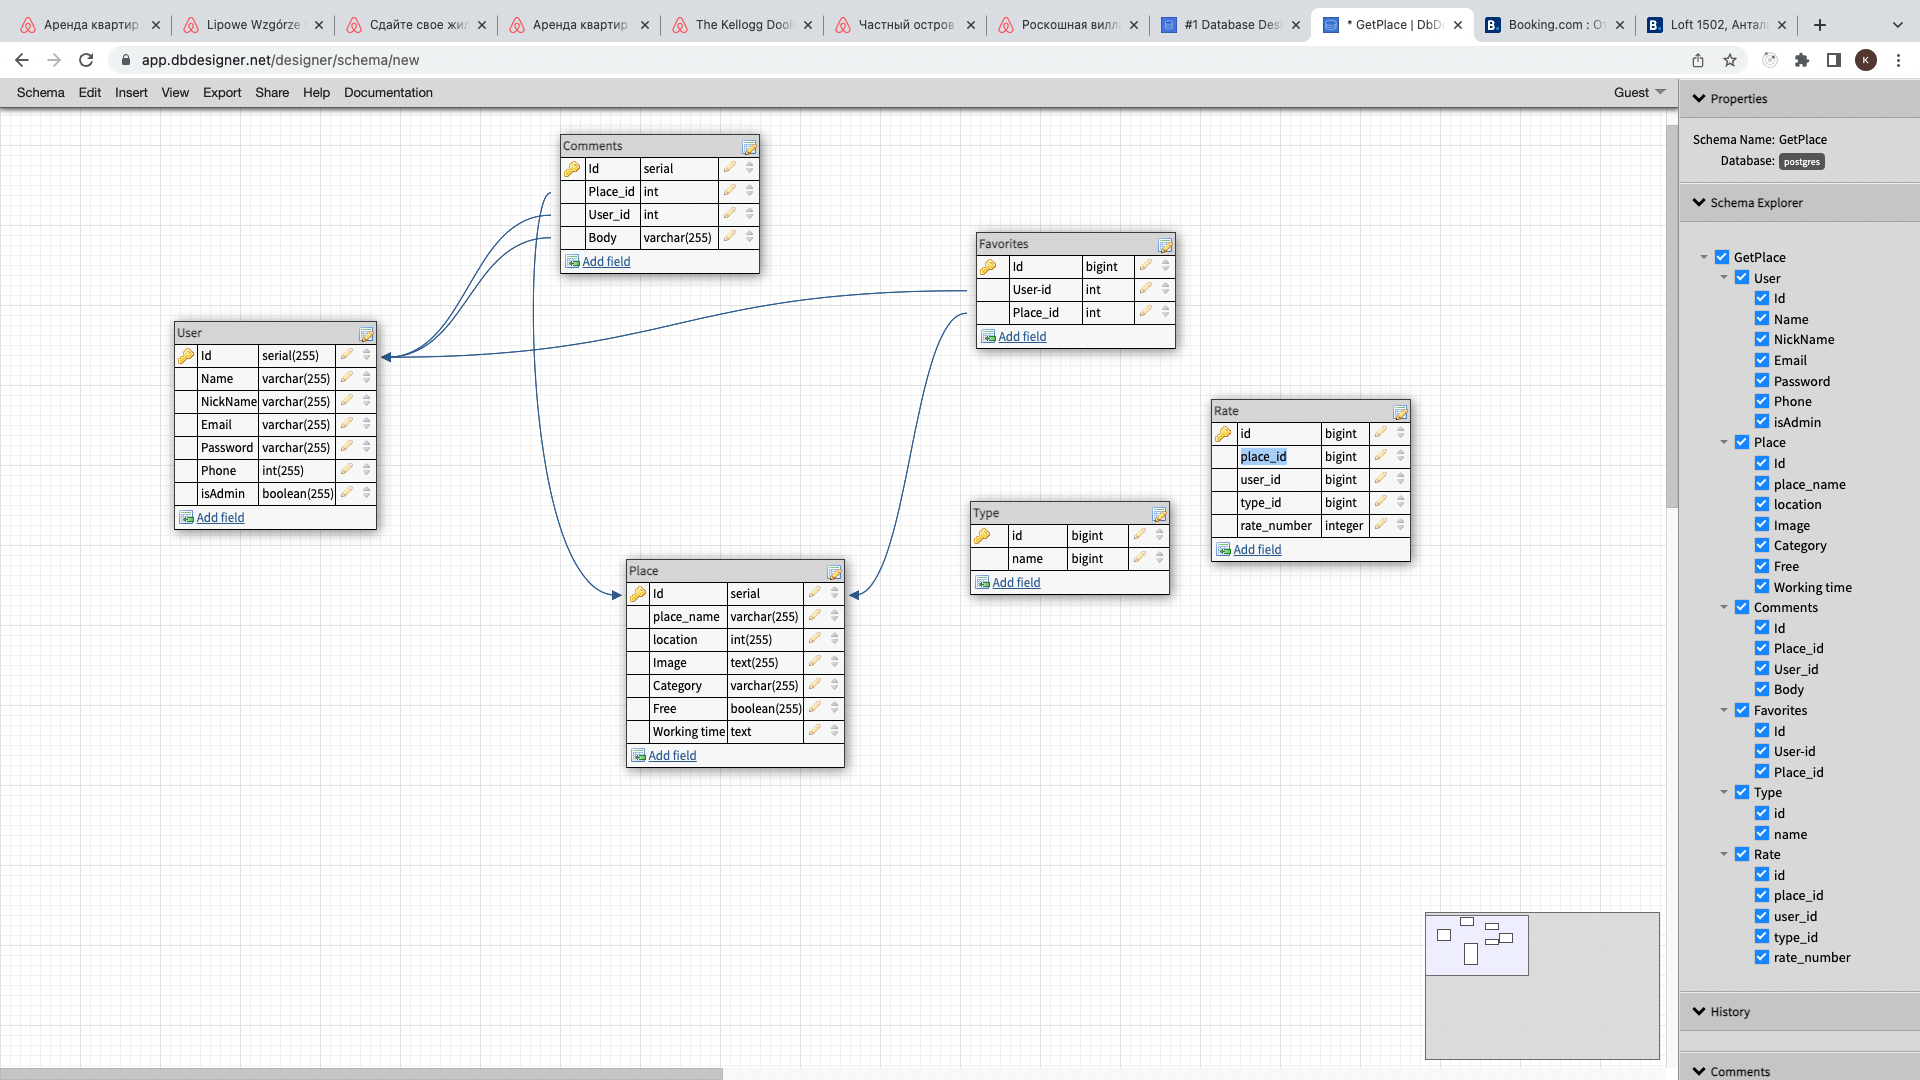 Аренда квартир
Lipowe Wzgórze
Сдайте свое жил
Аренда квартир
The Kellogg Dool
Частный остров
Роскошная вилл
#1 Database Desi
* GetPlace | DbDe
Booking.com : От
Loft 1502, Антал
app.dbdesigner.net/designer/schema/new
K
Schema Edit Insert View Export Share Help Documentation
Guest
Comments
Id serial
Place_id int
User_id int
Body varchar(255)
Add field
Favorites
Id bigint
User-id int
Place_id int
Add field
User
Id serial(255)
Name varchar(255)
NickName varchar(255)
Email varchar(255)
Password varchar(255)
Phone int(255)
isAdmin boolean(255)
Add field
Rate
id bigint
place_id bigint
user_id bigint
type_id bigint
rate_number integer
Add field
Type
id bigint
name bigint
Add field
Place
Id serial
place_name varchar(255)
location int(255)
Image text(255)
Category varchar(255)
Free boolean(255)
Working time text
Add field
Properties
Schema Name: GetPlace
Database: postgres
Schema Explorer
GetPlace
User
Id
Name
NickName
Email
Password
Phone
isAdmin
Place
Id
place_name
location
Image
Category
Free
Working time
Comments
Id
Place_id
User_id
Body
Favorites
Id
User-id
Place_id
Type
id
name
Rate
id
place_id
user_id
type_id
rate_number
History
Comments